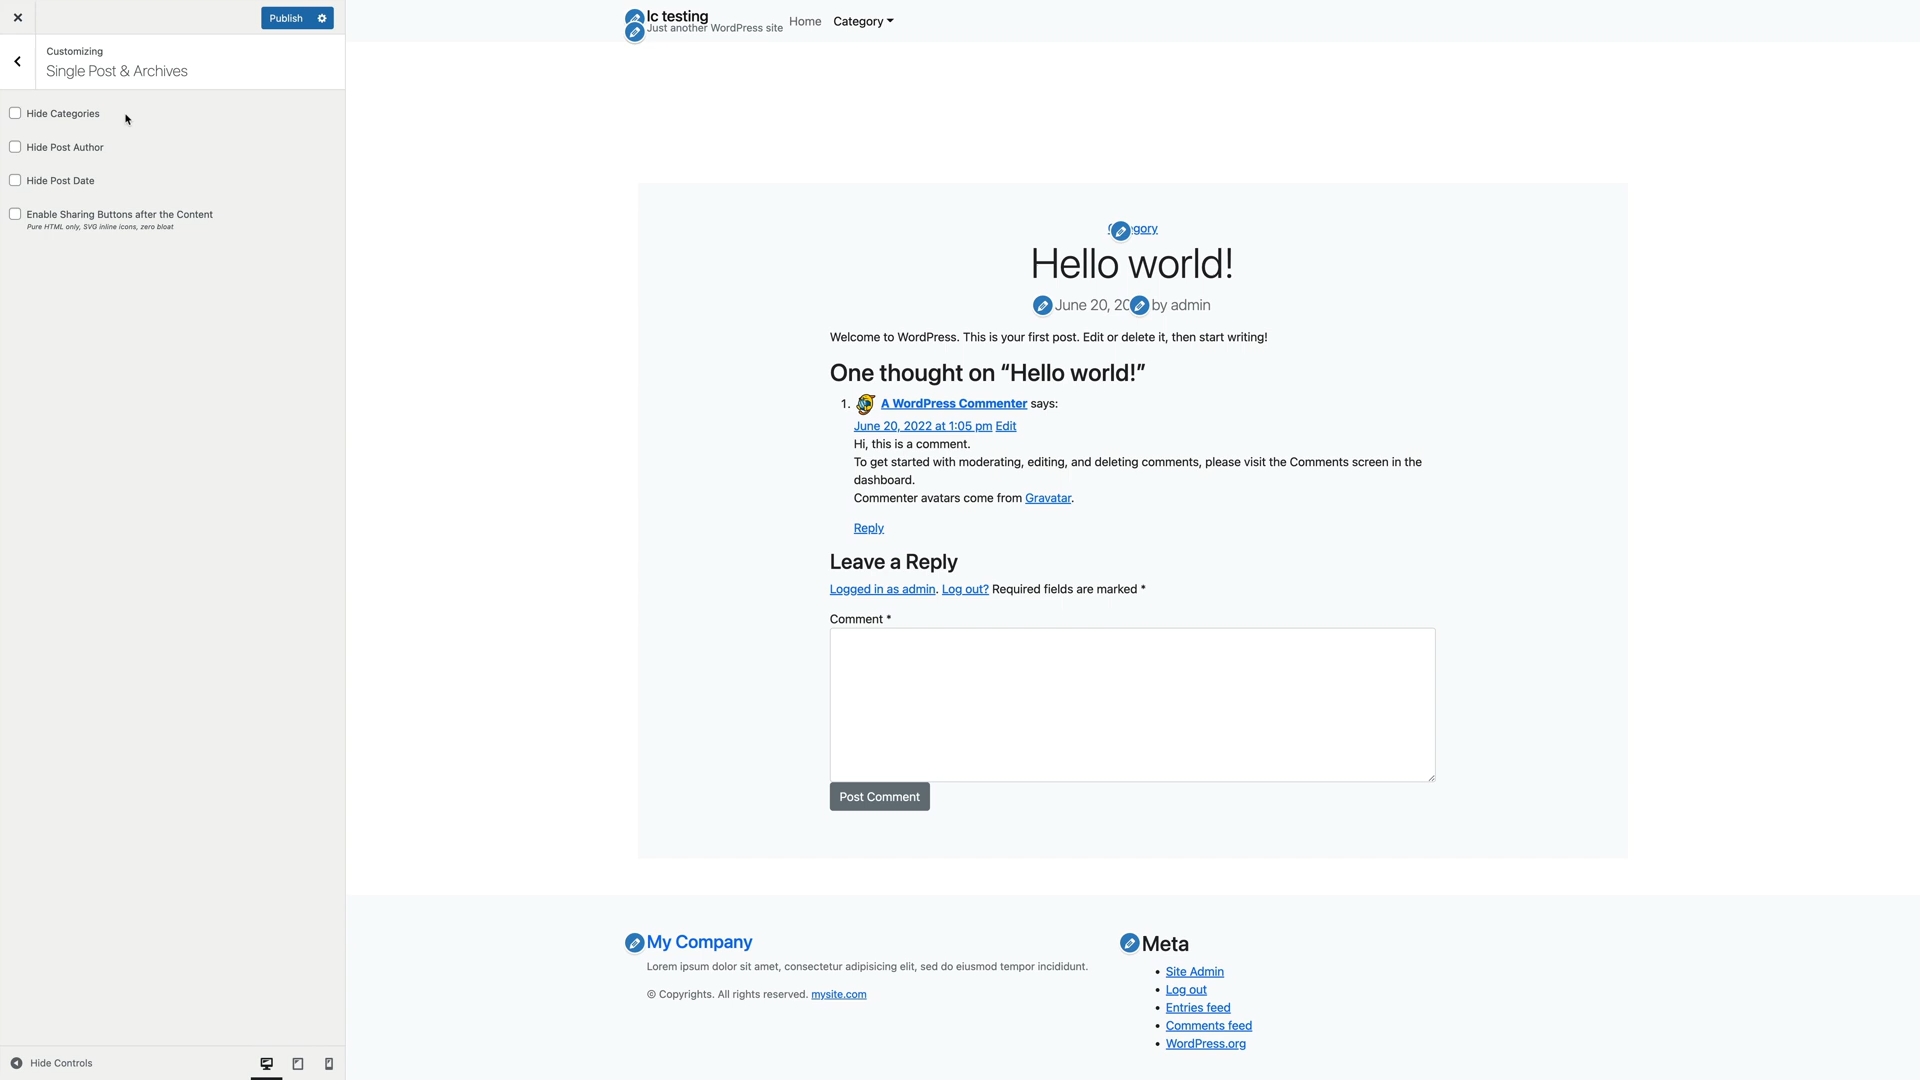 Publish
Customizing
Single Post & Archives
Hide Categories
Hide Post Author
Hide Post Date
Enable Sharing Buttons after the Content
Pure HTML only, SVG inline icons, zero bloat
Hide Controls
lc testing
Just another WordPress site
Home
Category
gory
Hello world!
June 20, 20 by admin
Welcome to WordPress. This is your first post. Edit or delete it, then start writing!
One thought on “Hello world!”
1. A WordPress Commenter says:
June 20, 2022 at 1:05 pm Edit
Hi, this is a comment.
To get started with moderating, editing, and deleting comments, please visit the Comments screen in the
dashboard.
Commenter avatars come from Gravatar.
Reply
Leave a Reply
Logged in as admin. Log out? Required fields are marked *
Comment *
Post Comment
My Company
Lorem ipsum dolor sit amet, consectetur adipisicing elit, sed do eiusmod tempor incididunt.
© Copyrights. All rights reserved. mysite.com
Meta
• Site Admin
• Log out
• Entries feed
• Comments feed
• WordPress.org